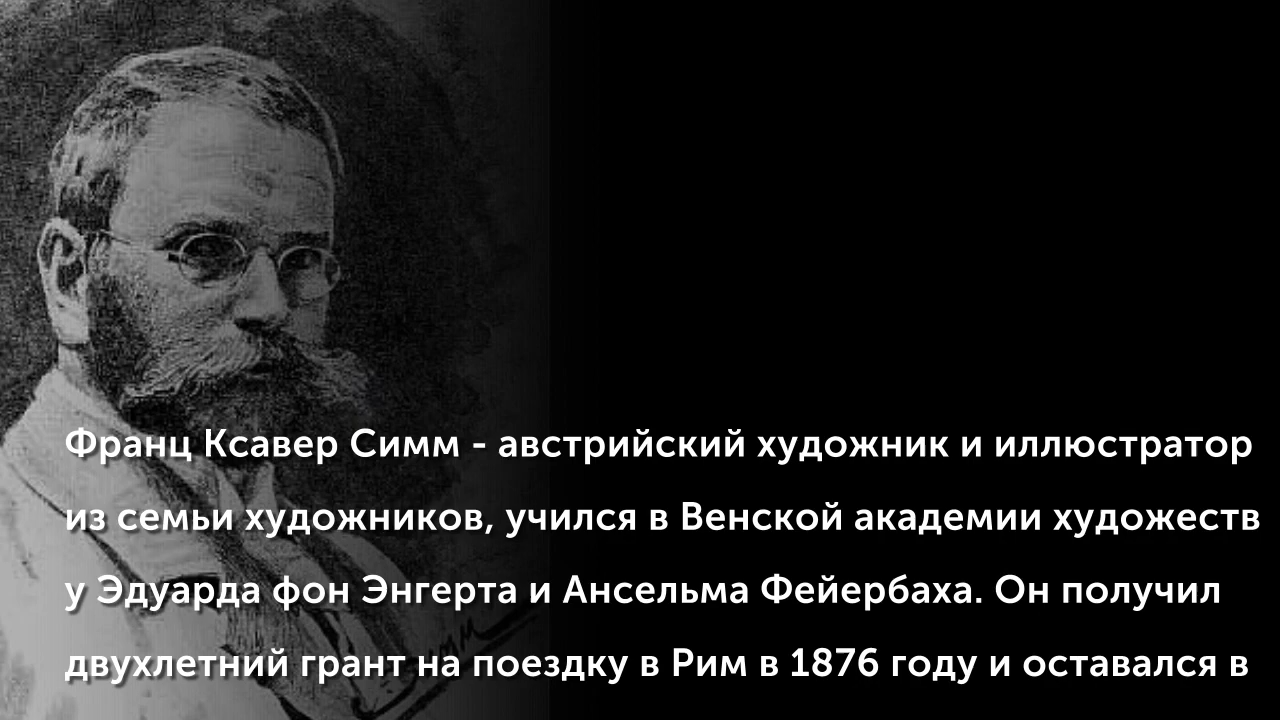 Франц Ксавер Симм - австрийский художник и иллюстратор
из семьи художников, учился в Венской академии художеств
у Эдуарда фон Энгерта и Ансельма Фейербаха. Он получил
двухлетний грант на поездку в Рим в 1876 году и оставался в